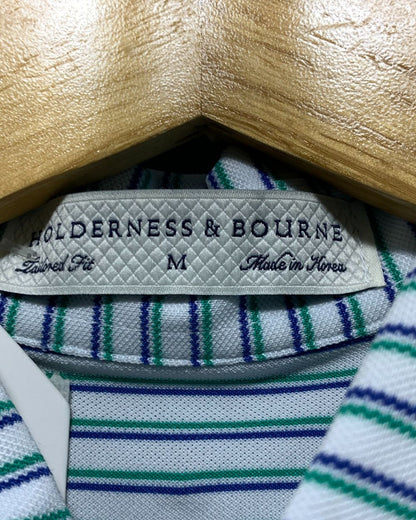 HOLDERNESS & BOURNE
Tailored Fit M Made in Korea